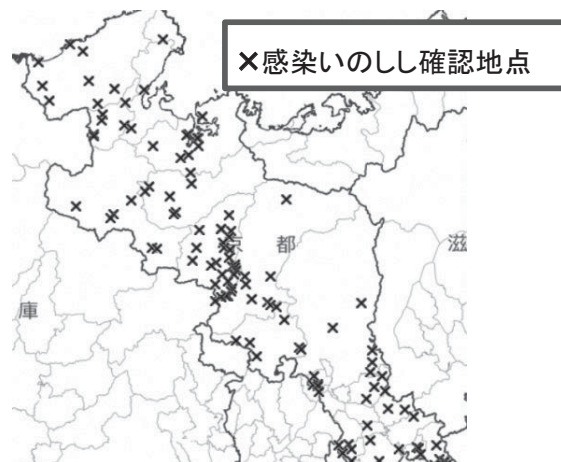 ×感染いのしし確認地点
京都
滋
庫